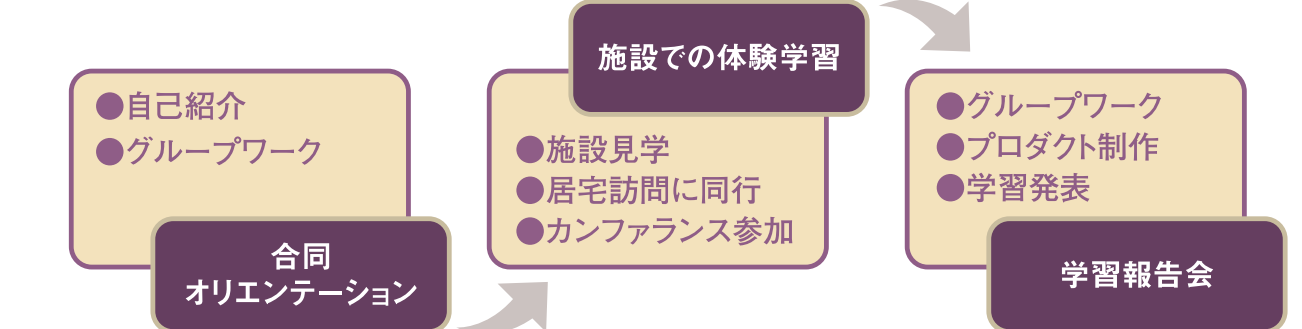 ●自己紹介
●グループワーク
合同
オリエンテーション
施設での体験学習
●施設見学
●居宅訪問に同行
●カンファランス参加
●グループワーク
●プロダクト制作
●学習発表
学習報告会